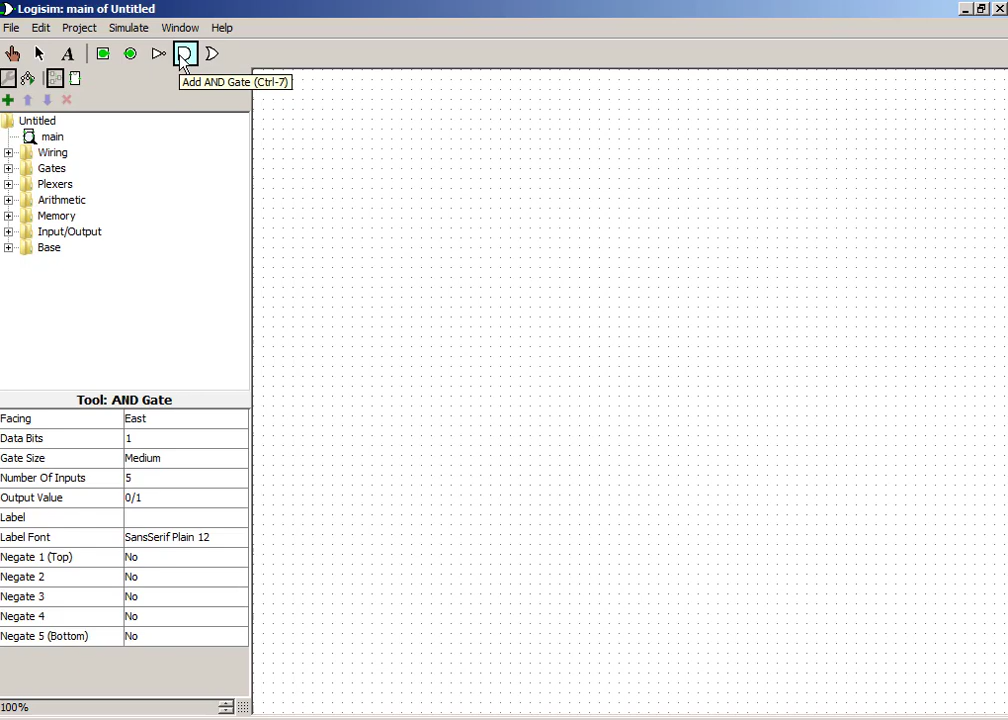 Logisim: main of Untitled
File Edit Project Simulate Window Help
A
Add AND Gate (Ctrl-7)
Untitled
main
Wiring
Gates
Plexers
Arithmetic
Memory
Input/Output
Base
Tool: AND Gate
Facing East
Data Bits 1
Gate Size Medium
Number Of Inputs 5
Output Value 0/1
Label
Label Font SansSerif Plain 12
Negate 1 (Top) No
Negate 2 No
Negate 3 No
Negate 4 No
Negate 5 (Bottom) No
100%